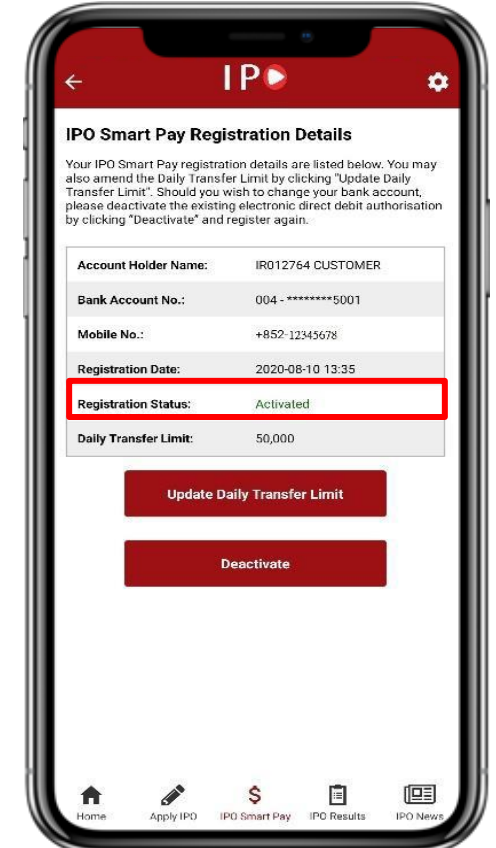 IPO
IPO Smart Pay Registration Details
Your IPO Smart Pay registration details are listed below. You may
also amend the Daily Transfer Limit by clicking "Update Daily
Transfer Limit". Should you wish to change your bank account,
please deactivate the existing electronic direct debit authorisation
by clicking "Deactivate" and register again.
Account Holder Name: IR012764 CUSTOMER
Bank Account No.: 004 - ********5001
Mobile No.: +852-12345678
Registration Date: 2020-08-10 13:35
Registration Status: Activated
Daily Transfer Limit: 50,000
Update Daily Transfer Limit
Deactivate
Home Apply IPO IPO Smart Pay IPO Results IPO News